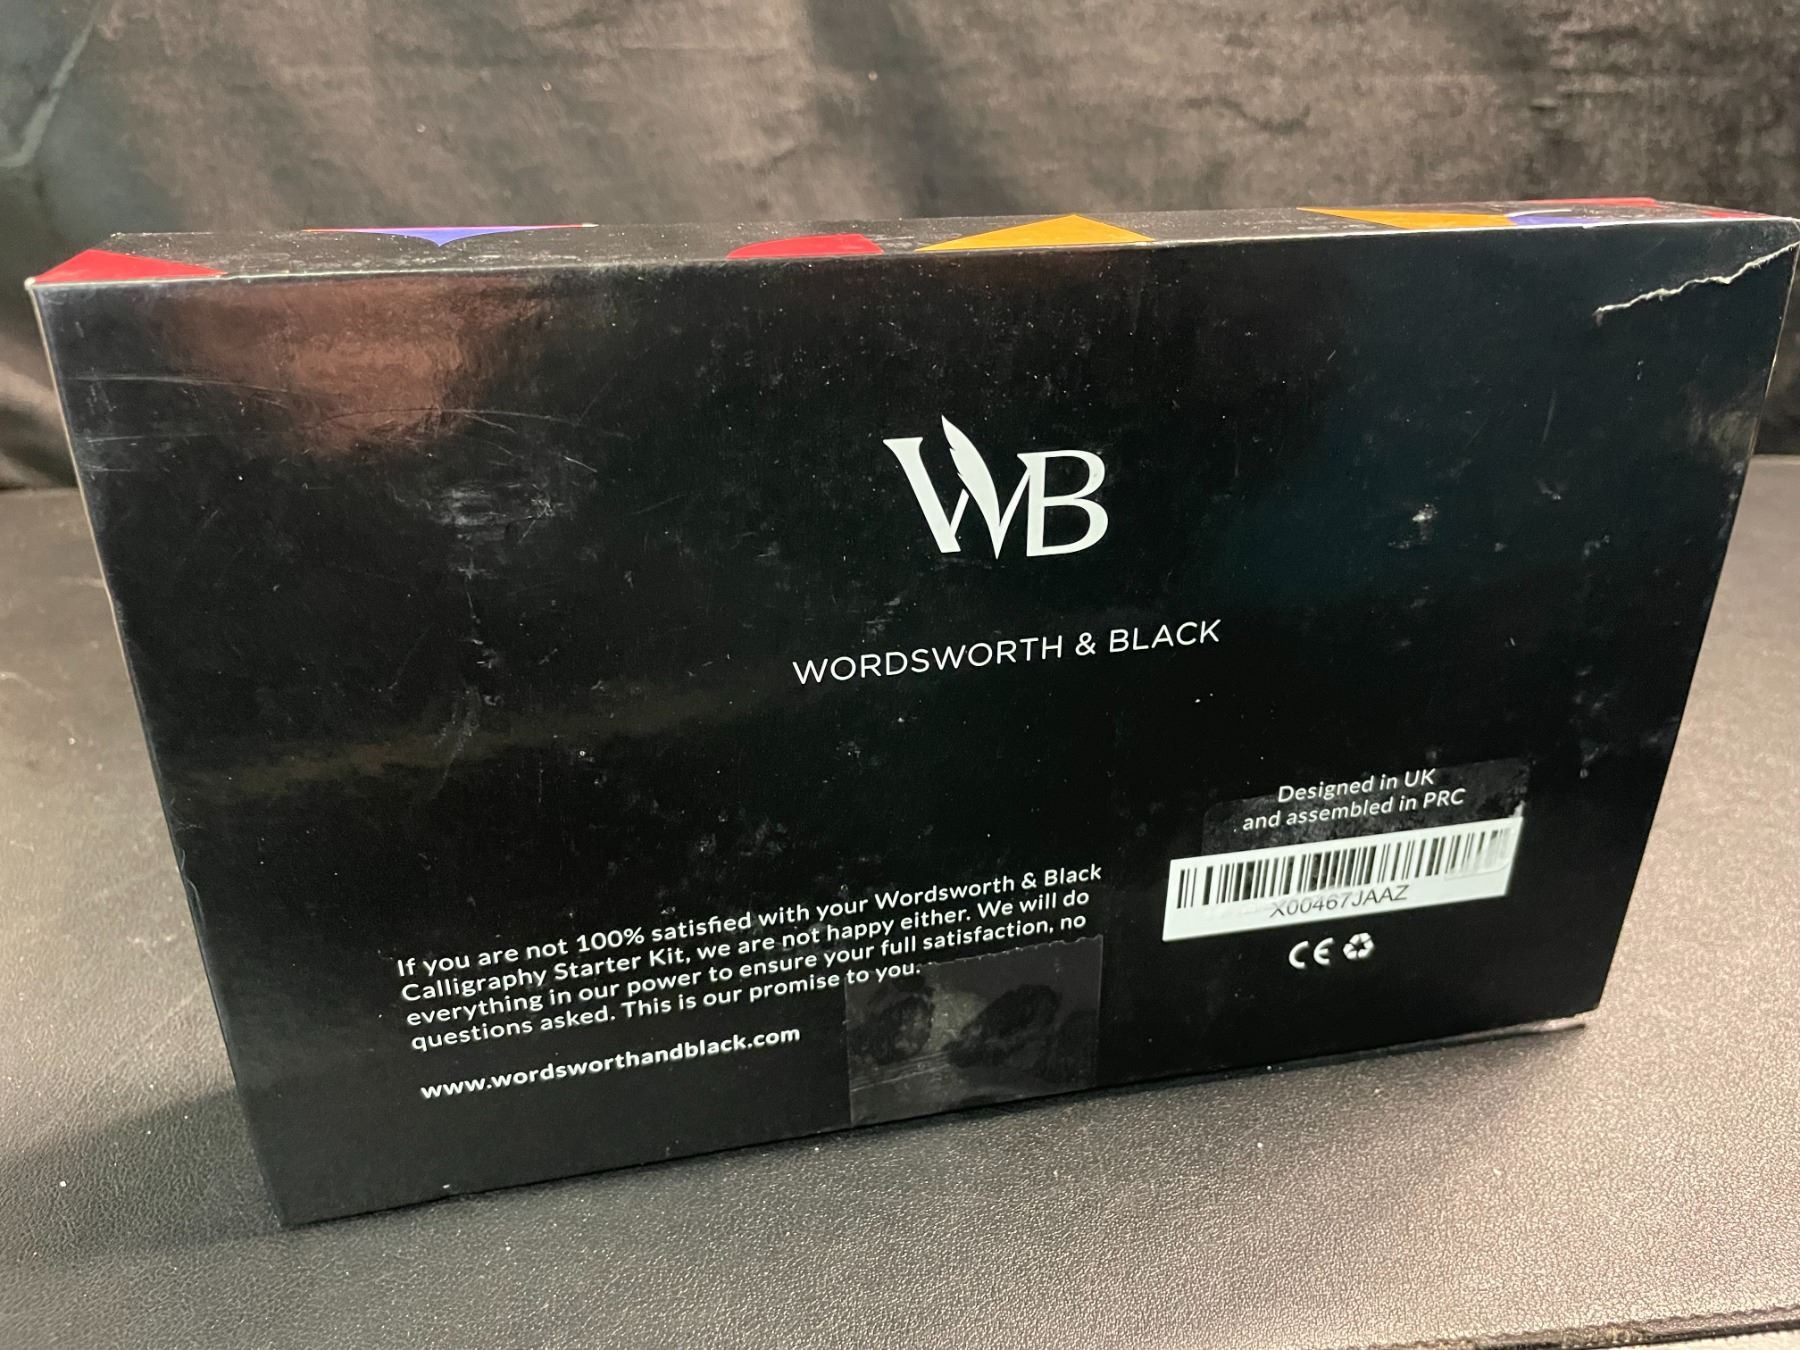 WB
WORDSWORTH & BLACK
Designed in UK
and assembled in PRC
X00467JAAZ
CE
If you are not 100% satisfied with your Wordsworth & Black
Calligraphy Starter Kit, we are not happy either. We will do
everything in our power to ensure your full satisfaction, no
questions asked. This is our promise to you.
www.wordsworthandblack.com